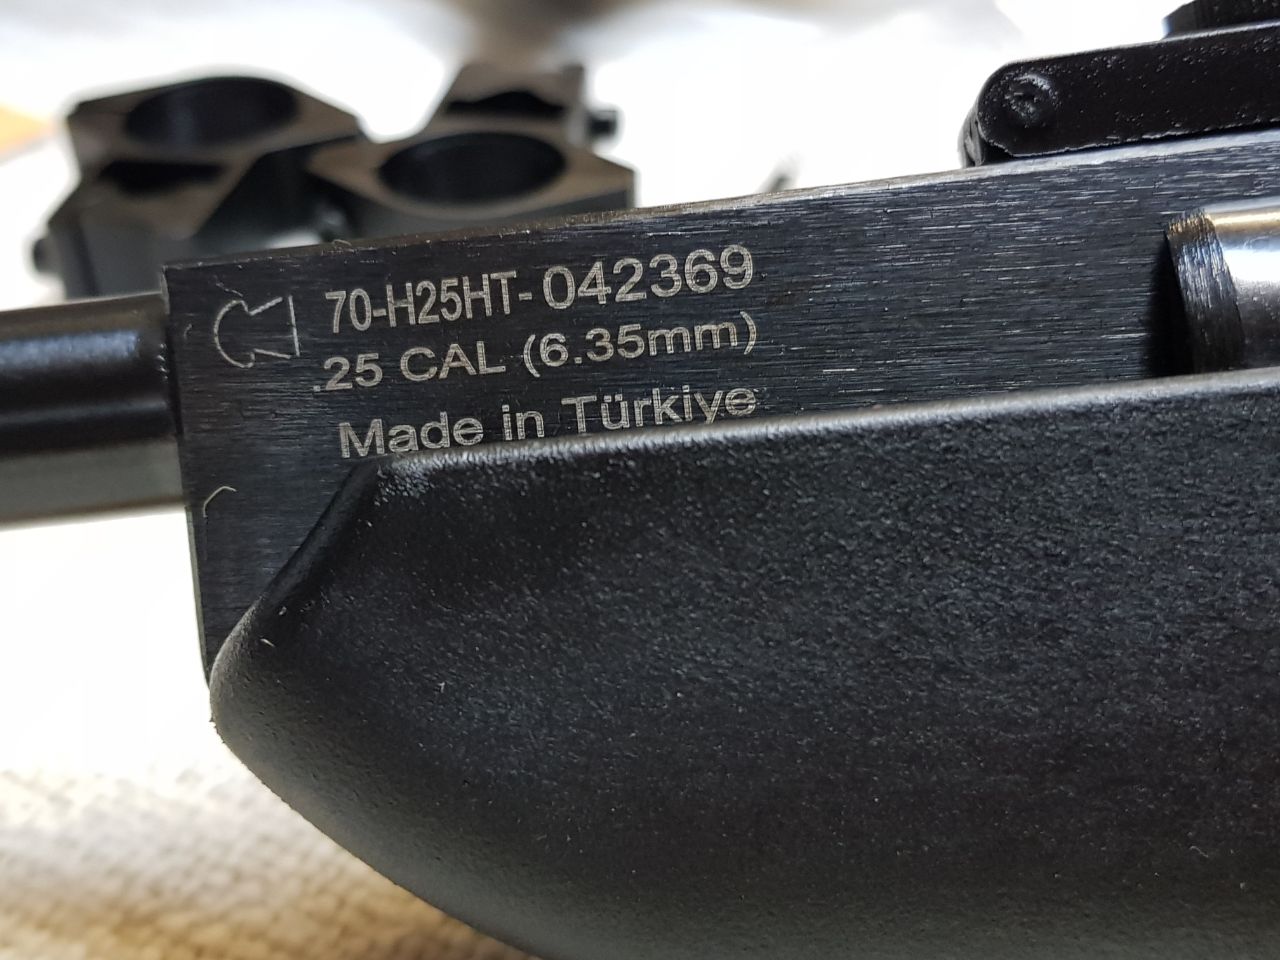 70-H25HT-042369
.25 CAL (6.35mm)
Made in Türkiye